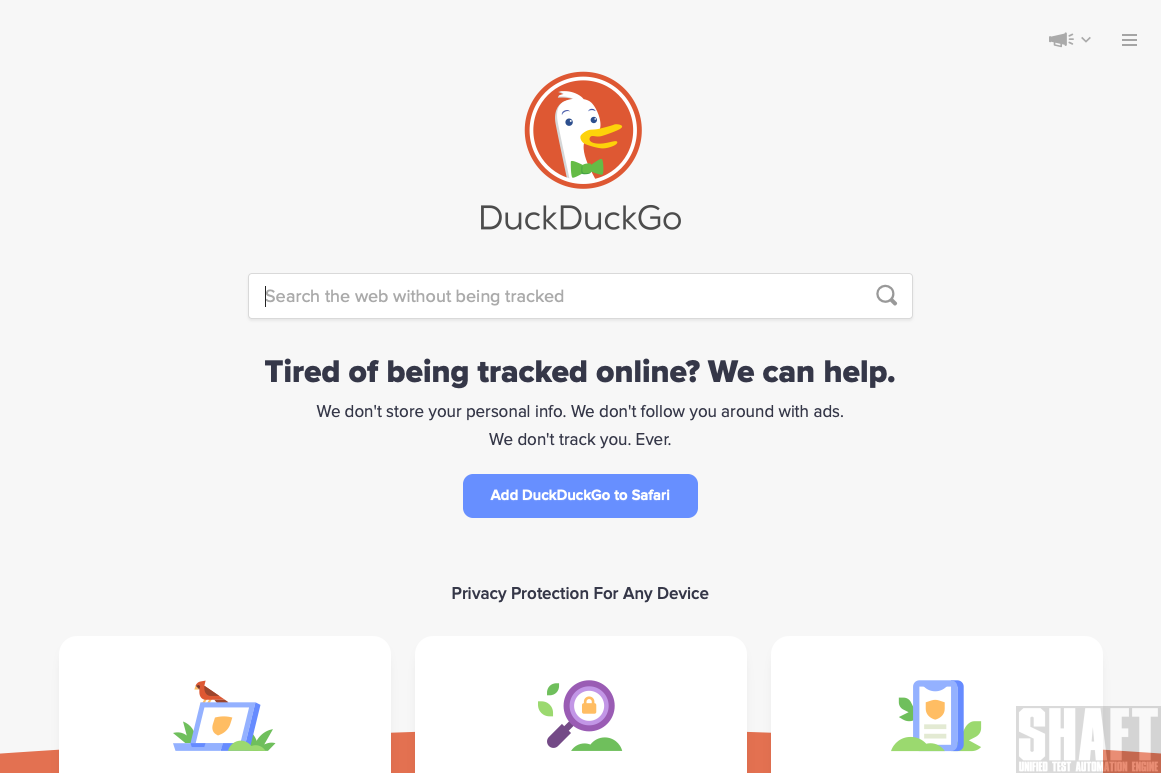 DuckDuckGo
Search the web without being tracked
Tired of being tracked online? We can help.
We don't store your personal info. We don't follow you around with ads.
We don't track you. Ever.
Add DuckDuckGo to Safari
Privacy Protection For Any Device
SHAFT
UNIFIED TEST AUTOMATION ENGINE